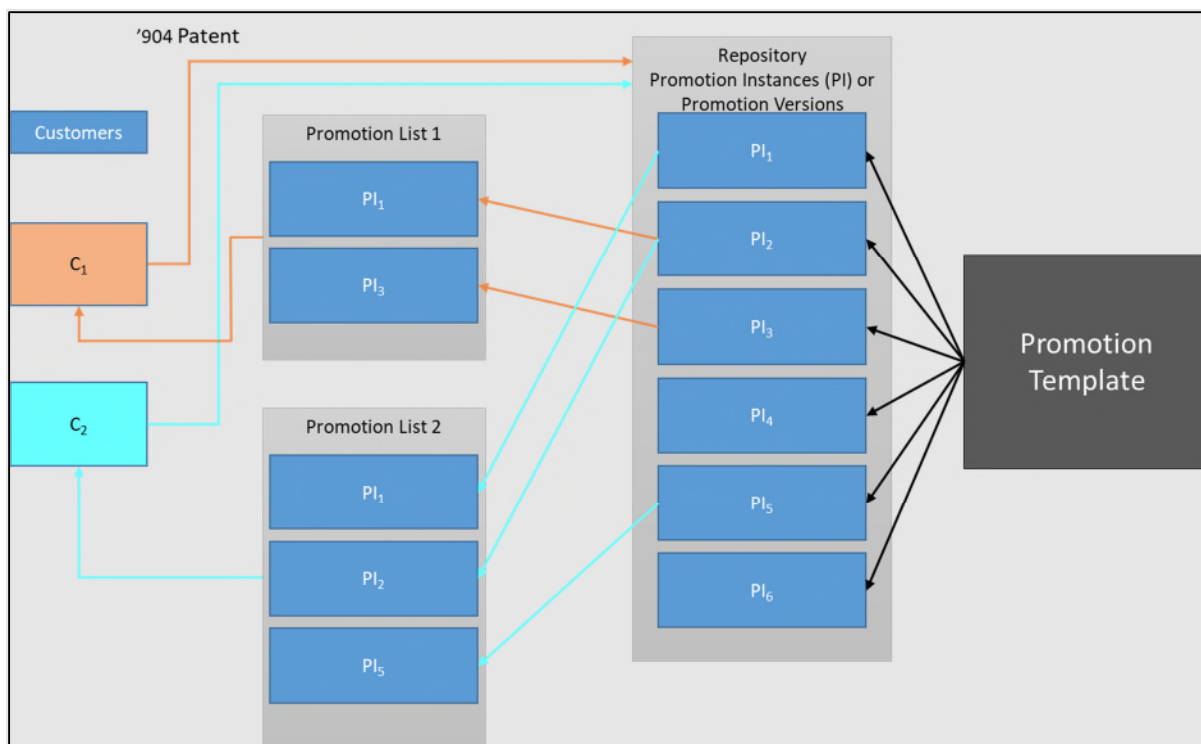 ’904 Patent
Customers
C₁
C₂
Promotion List 1
PI₁
PI₃
Promotion List 2
PI₁
PI₂
PI₅
Repository
Promotion Instances (PI) or
Promotion Versions
PI₁
PI₂
PI₃
PI₄
PI₅
PI₆
Promotion
Template